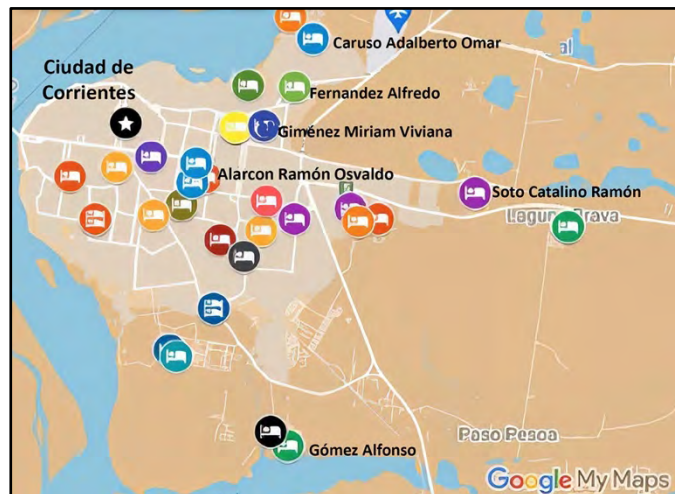 Caruso Adalberto Omar
al
Ciudad de
Corrientes
Fernandez Alfredo
Giménez Miriam Viviana
Alarcon Ramón Osvaldo
Soto Catalino Ramón
Laguna Brava
Paso Pesoa
Gómez Alfonso
Google My Maps